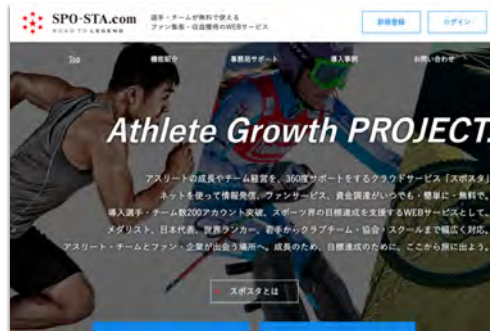 SPO-STA.com
ROAD TO LEGEND
選手・チームが無料で使える
ファン集客・収益獲得のWEBサービス
新規登録
ログイン
Top
機能紹介
事務局サポート
導入事例
お問い合わせ
Athlete Growth PROJECT.
アスリートの成長やチーム経営を、360度サポートをするクラウドサービス「スポスタ」
ネットを使って情報発信、ファンサービス、資金調達がいつでも・簡単に・無料で。
導入選手・チーム数200アカウント突破、スポーツ界の目標達成を支援するWEBサービスとして、
メダリスト、日本代表、世界ランカー、若手からクラブチーム・協会・スクールまで幅広く対応。
アスリート・チームとファン・企業が出会う場所へ。成長のため、目標達成のために、ここから旅に出よう。
スポスタとは